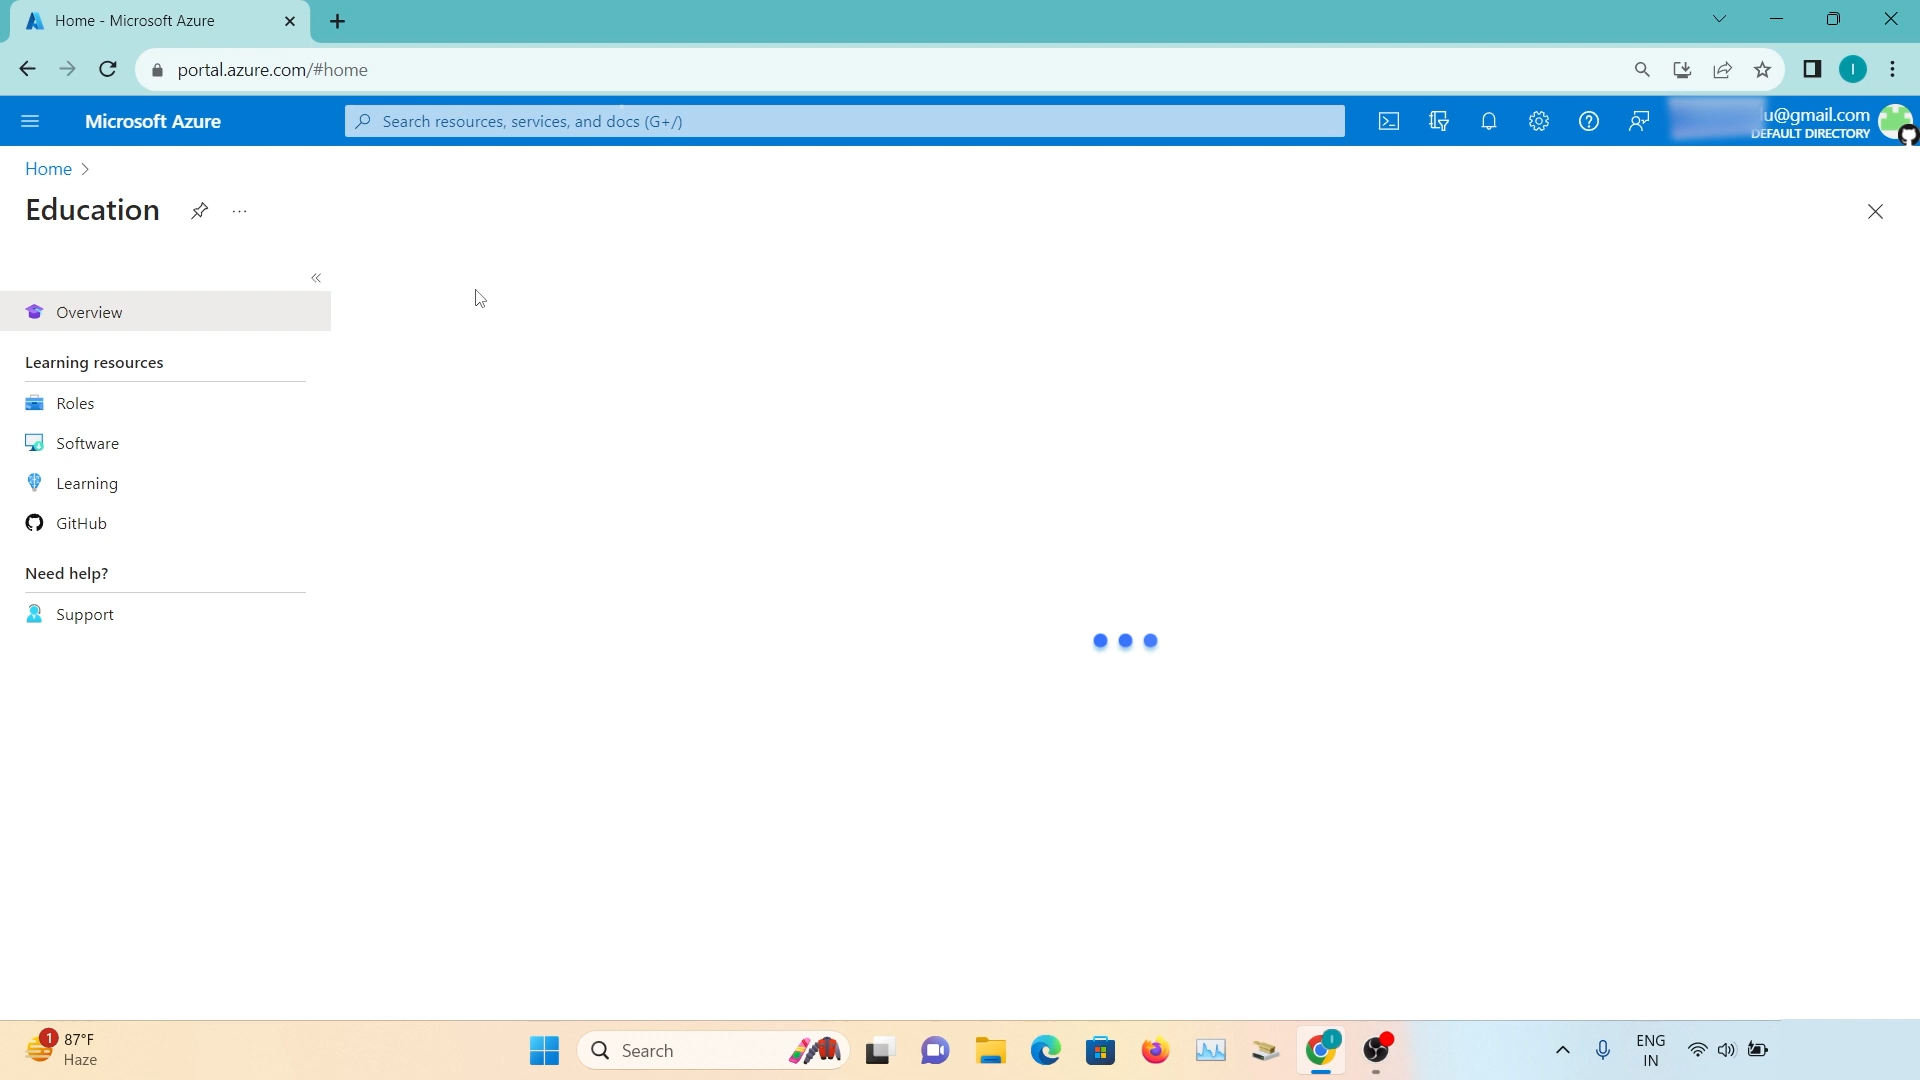 Home - Microsoft Azure
portal.azure.com/#home
I
Microsoft Azure
Search resources, services, and docs (G+/)
u@gmail.com
DEFAULT DIRECTORY
Home
Education
Overview
Learning resources
Roles
Software
Learning
GitHub
Need help?
Support
1
87°F
Haze
Search
I
ENG
IN